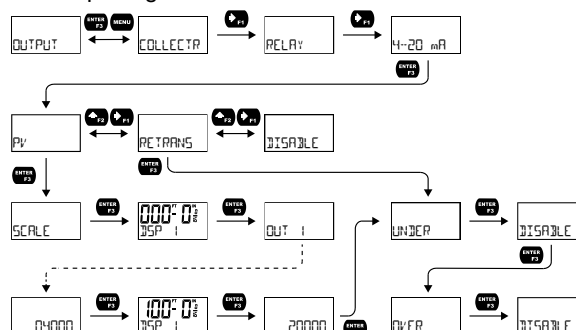 ENTER F3 MENU F1 F1
OUTPUT COLLECTR RELAY 4-20 mA
ENTER F3
F2 F1 F2 F1
PV RETRANS DISABLE
ENTER F3 ENTER F3
ENTER F3 ENTER F3 ENTER F3
SCALE 000 FT 0 DSP 1 OUT 1 UNDER DISABLE
ENTER F3
ENTER F3 ENTER F3 ENTER ENTER F3
04000 100 FT 0 DSP 1 20000 OVER DISABLE